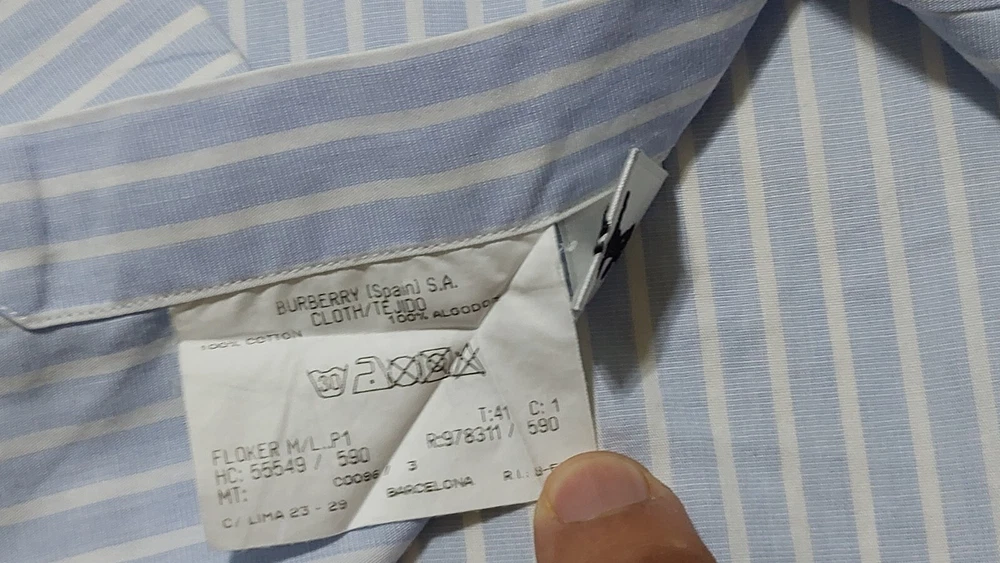 BURBERRY (Spain) S.A.
CLOTH/TEJIDO
100% COTTON 100% ALGODO
30
T:41 C: 1
FLOKER M/L..P1 R:978311 / 590
HC: 55549 / 590
MT: C0096 / 3
C/ LIMA 23 - 29 BARCELONA R.I.: